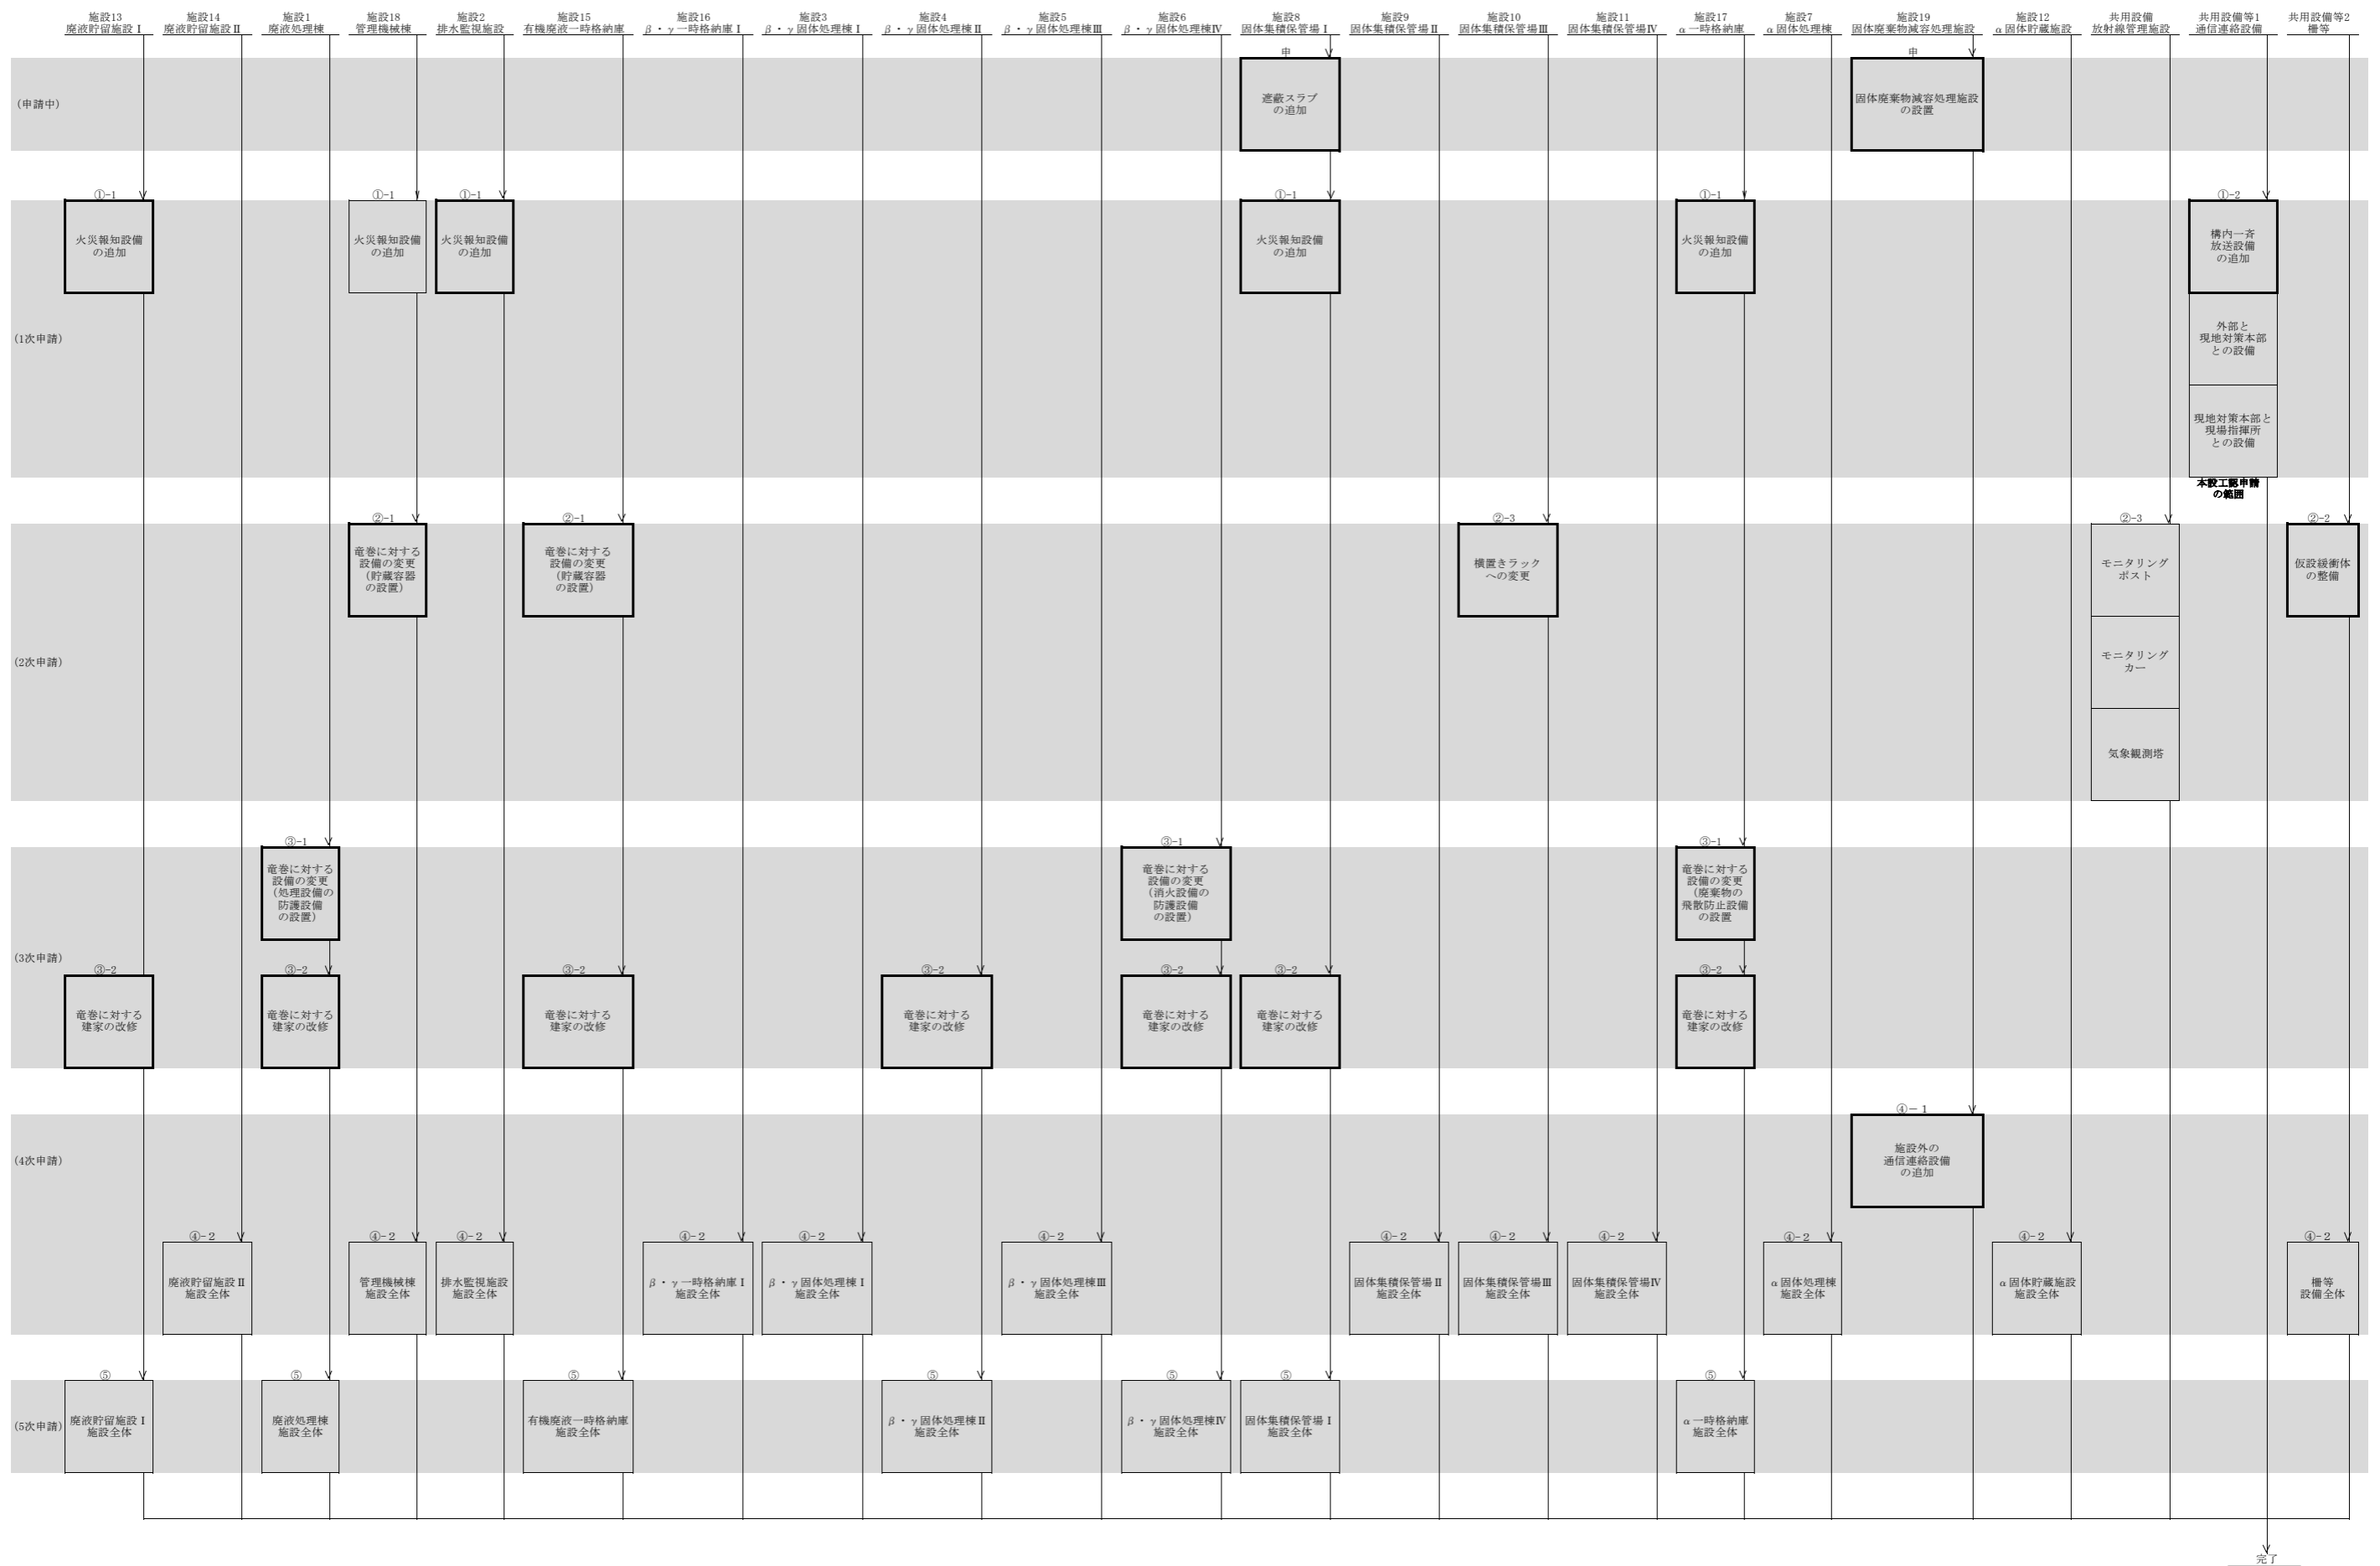 施設13
廃液貯留施設Ⅰ
施設14
廃液貯留施設Ⅱ
施設1
廃液処理棟
施設18
管理機械棟
施設2
排水監視施設
施設15
有機廃液一時格納庫
施設16
β・γ一時格納庫Ⅰ
施設3
β・γ固体処理棟Ⅰ
施設4
β・γ固体処理棟Ⅱ
施設5
β・γ固体処理棟Ⅲ
施設6
β・γ固体処理棟Ⅳ
施設8
固体集積保管場Ⅰ
施設9
固体集積保管場Ⅱ
施設10
固体集積保管場Ⅲ
施設11
固体集積保管場Ⅳ
施設17
α一時格納庫
施設7
α固体処理棟
施設19
固体廃棄物減容処理施設
施設12
α固体貯蔵施設
共用設備
放射線管理施設
共用設備等1
通信連絡設備
共用設備等2
柵等
(申請中)
申
遮蔽スラブ
の追加
申
固体廃棄物減容処理施設
の設置
(1次申請)
①-1
火災報知設備
の追加
①-1
火災報知設備
の追加
①-1
火災報知設備
の追加
①-1
火災報知設備
の追加
①-1
火災報知設備
の追加
①-2
構内一斉
放送設備
の追加
外部と
現地対策本部
との設備
現地対策本部と
現場指揮所
との設備
本設工認申請
の範囲
(2次申請)
②-1
竜巻に対する
設備の変更
(貯蔵容器
の設置)
②-1
竜巻に対する
設備の変更
(貯蔵容器
の設置)
②-3
横置きラック
への変更
②-3
モニタリング
ポスト
モニタリング
カー
気象観測塔
②-2
仮設緩衝体
の整備
(3次申請)
③-1
竜巻に対する
設備の変更
(処理設備の
防護設備
の設置)
③-1
竜巻に対する
設備の変更
(消火設備の
防護設備
の設置)
③-1
竜巻に対する
設備の変更
(廃棄物の
飛散防止設備
の設置
③-2
竜巻に対する
建家の改修
③-2
竜巻に対する
建家の改修
③-2
竜巻に対する
建家の改修
③-2
竜巻に対する
建家の改修
③-2
竜巻に対する
建家の改修
③-2
竜巻に対する
建家の改修
③-2
竜巻に対する
建家の改修
(4次申請)
④-1
施設外の
通信連絡設備
の追加
④-2
廃液貯留施設Ⅱ
施設全体
④-2
管理機械棟
施設全体
④-2
排水監視施設
施設全体
④-2
β・γ一時格納庫Ⅰ
施設全体
④-2
β・γ固体処理棟Ⅰ
施設全体
④-2
β・γ固体処理棟Ⅲ
施設全体
④-2
固体集積保管場Ⅱ
施設全体
④-2
固体集積保管場Ⅲ
施設全体
④-2
固体集積保管場Ⅳ
施設全体
④-2
α固体処理棟
施設全体
④-2
α固体貯蔵施設
施設全体
④-2
柵等
設備全体
(5次申請)
⑤
廃液貯留施設Ⅰ
施設全体
⑤
廃液処理棟
施設全体
⑤
有機廃液一時格納庫
施設全体
⑤
β・γ固体処理棟Ⅱ
施設全体
⑤
β・γ固体処理棟Ⅳ
施設全体
⑤
固体集積保管場Ⅰ
施設全体
⑤
α一時格納庫
施設全体
完了